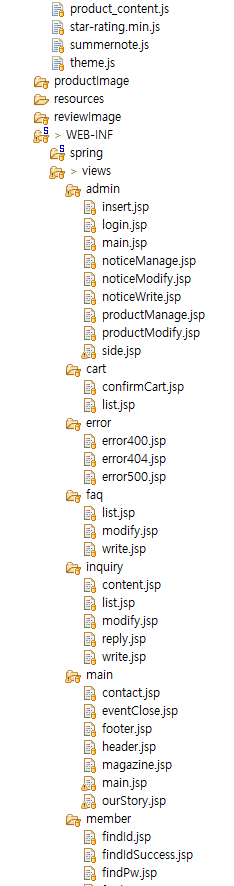 product_content.js
star-rating.min.js
summernote.js
theme.js
productImage
resources
reviewImage
> WEB-INF
spring
> views
admin
insert.jsp
login.jsp
main.jsp
noticeManage.jsp
noticeModify.jsp
noticeWrite.jsp
productManage.jsp
productModify.jsp
side.jsp
cart
confirmCart.jsp
list.jsp
error
error400.jsp
error404.jsp
error500.jsp
faq
list.jsp
modify.jsp
write.jsp
inquiry
content.jsp
list.jsp
modify.jsp
reply.jsp
write.jsp
main
contact.jsp
eventClose.jsp
footer.jsp
header.jsp
magazine.jsp
main.jsp
ourStory.jsp
member
findId.jsp
findIdSuccess.jsp
findPw.jsp